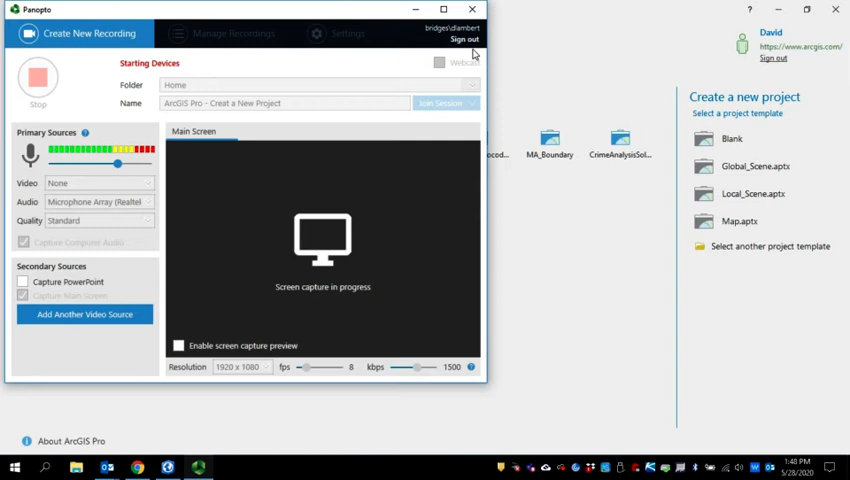 Panopto
Create New Recording
Manage Recordings
Settings
bridges\dlambert
Sign out
Starting Devices
Webcam
Stop
Folder
Home
Name
ArcGIS Pro - Creat a New Project
Join Session
Primary Sources
Main Screen
Video
None
Audio
Microphone Array (Realtek
Quality
Standard
Capture Computer Audio
Secondary Sources
Capture PowerPoint
Capture Main Screen
Add Another Video Source
Screen capture in progress
Enable screen capture preview
Resolution
1920 x 1080
fps
8
kbps
1500
David
https://www.arcgis.com/
Sign out
Create a new project
Select a project template
Blank
Global_Scene.aptx
Local_Scene.aptx
Map.aptx
Select another project template
ocod...
MA_Boundary
CrimeAnalysisSol...
About ArcGIS Pro
1:48 PM
5/28/2020